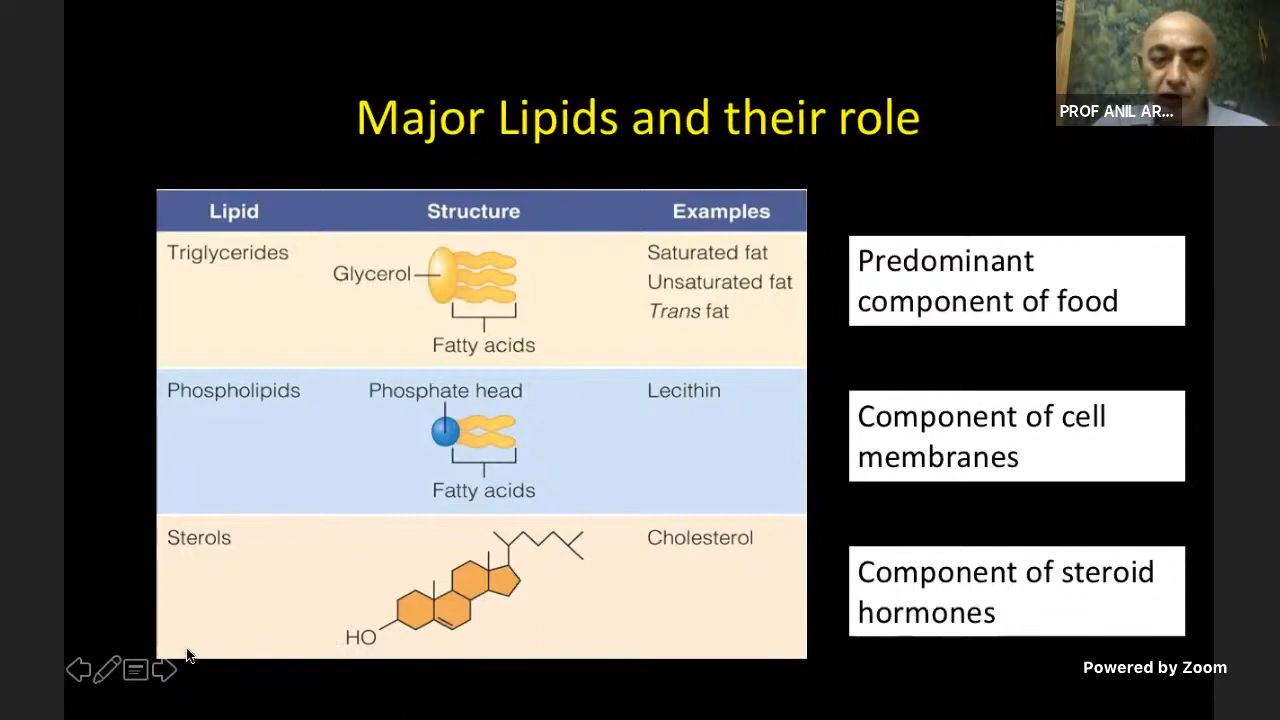 PROF ANIL AR...
Major Lipids and their role
Lipid Structure Examples
Triglycerides
Glycerol
Fatty acids
Saturated fat
Unsaturated fat
Trans fat
Predominant
component of food
Phospholipids
Phosphate head
Fatty acids
Lecithin
Component of cell
membranes
Sterols
HO
Cholesterol
Component of steroid
hormones
Powered by Zoom